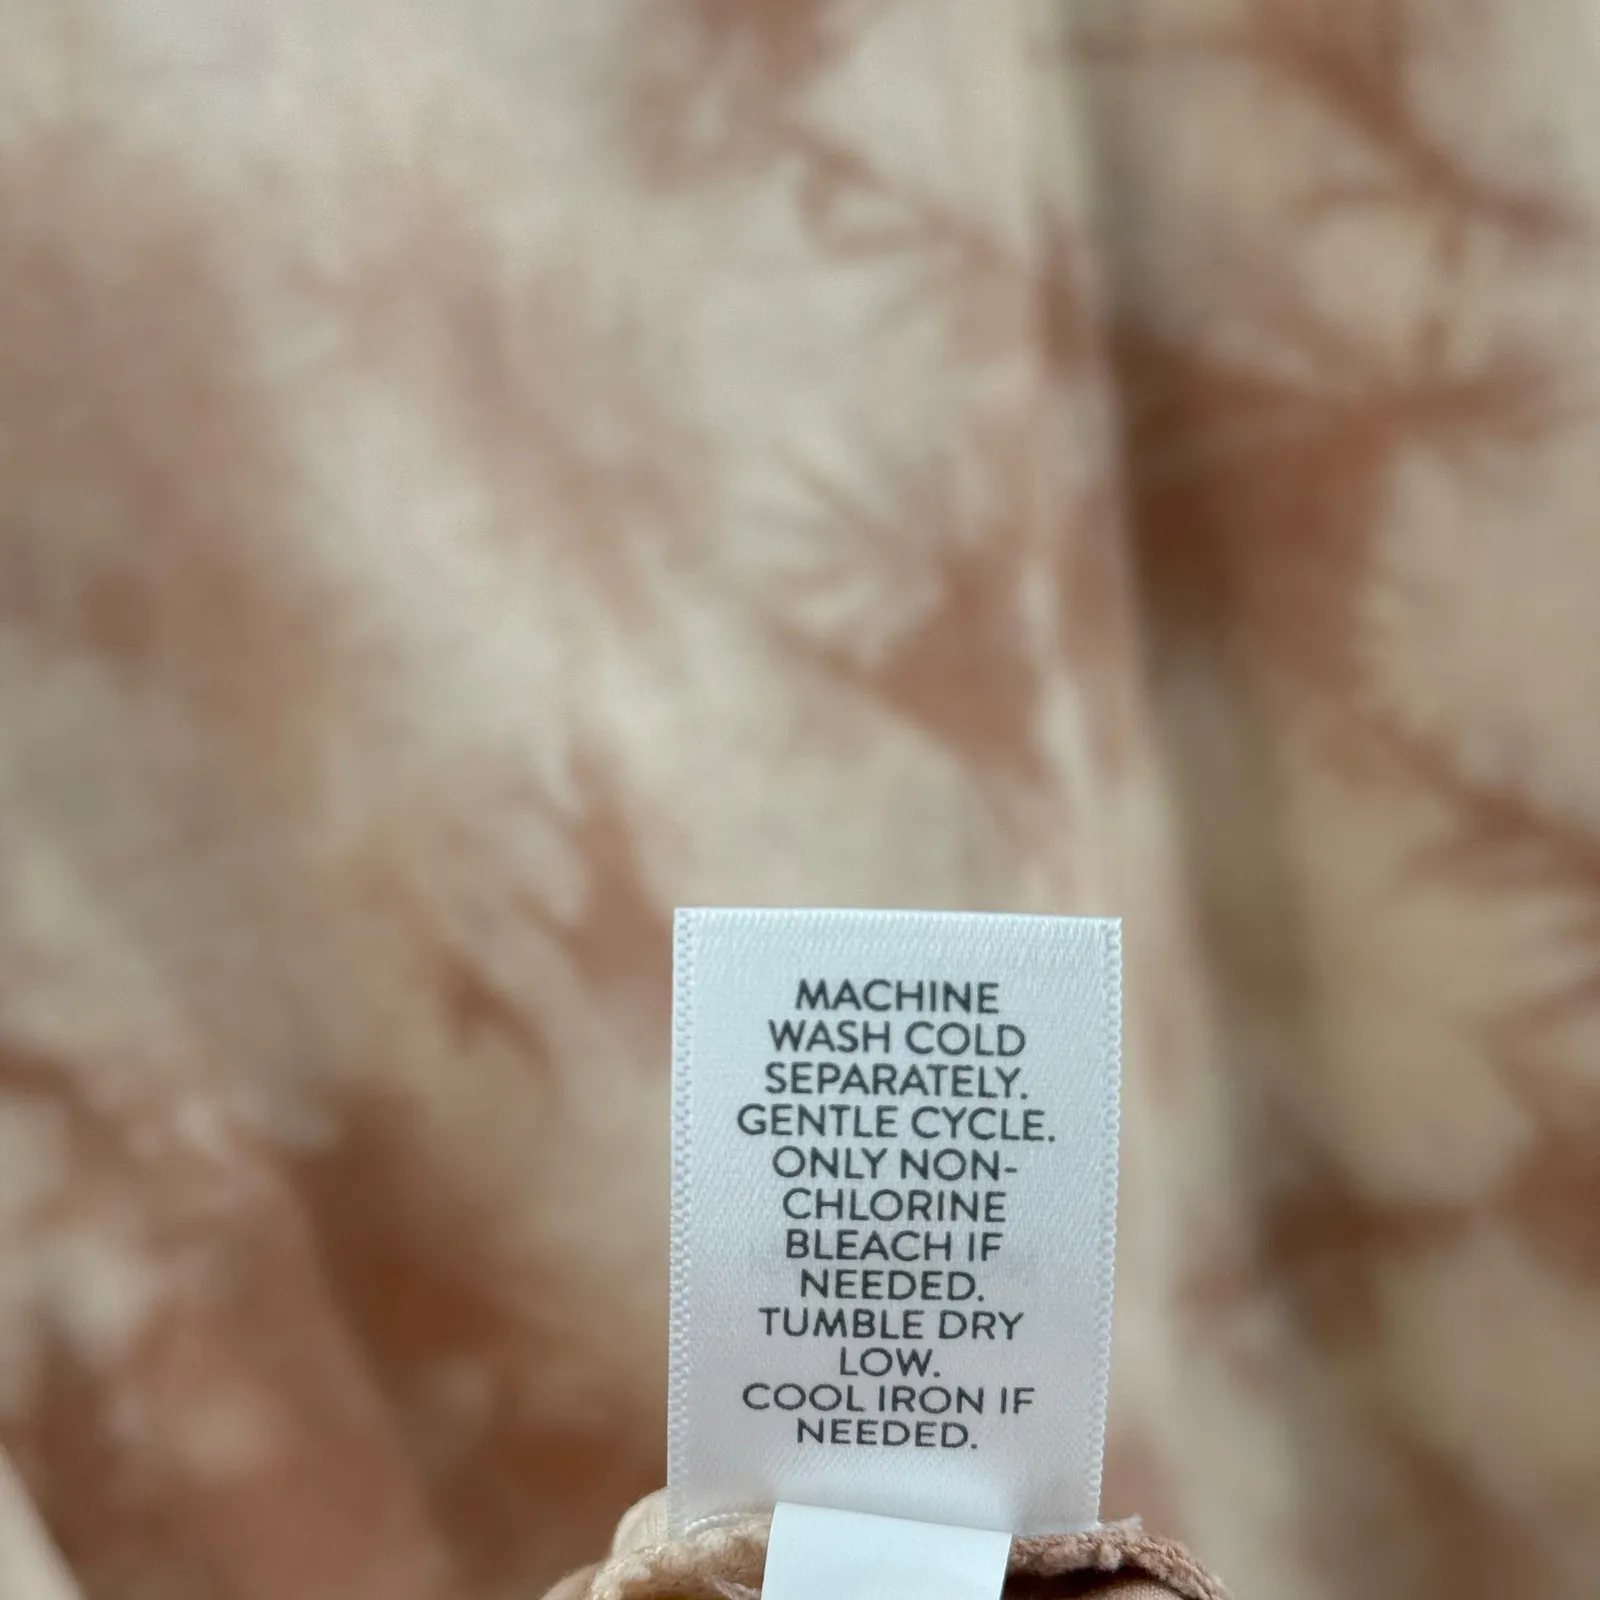 MACHINE
WASH COLD
SEPARATELY.
GENTLE CYCLE.
ONLY NON-
CHLORINE
BLEACH IF
NEEDED.
TUMBLE DRY
LOW.
COOL IRON IF
NEEDED.